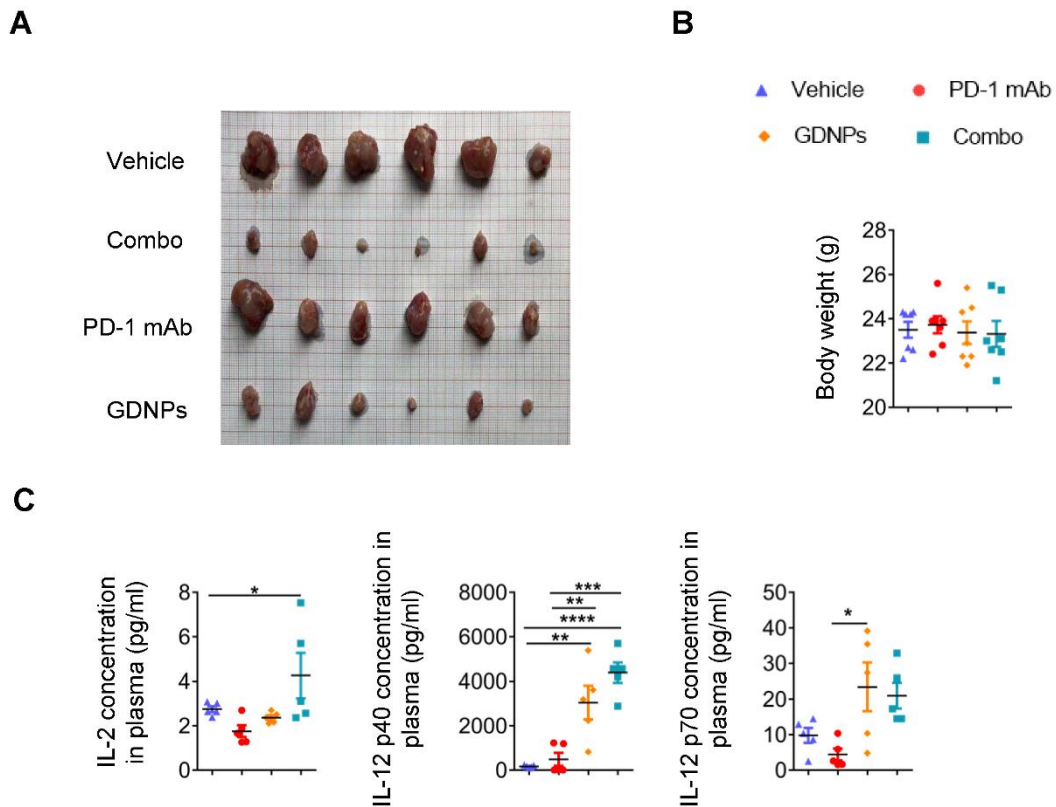 A
Vehicle
Combo
PD-1 mAb
GDNPs
B
Vehicle
PD-1 mAb
GDNPs
Combo
Body weight (g)
28
26
24
22
20
C
IL-2 concentration
in plasma (pg/ml)
8
6
4
2
0
*
IL-12 p40 concentration in
plasma (pg/ml)
8000
6000
4000
2000
0
***
**
****
**
IL-12 p70 concentration in
plasma (pg/ml)
50
40
30
20
10
0
*